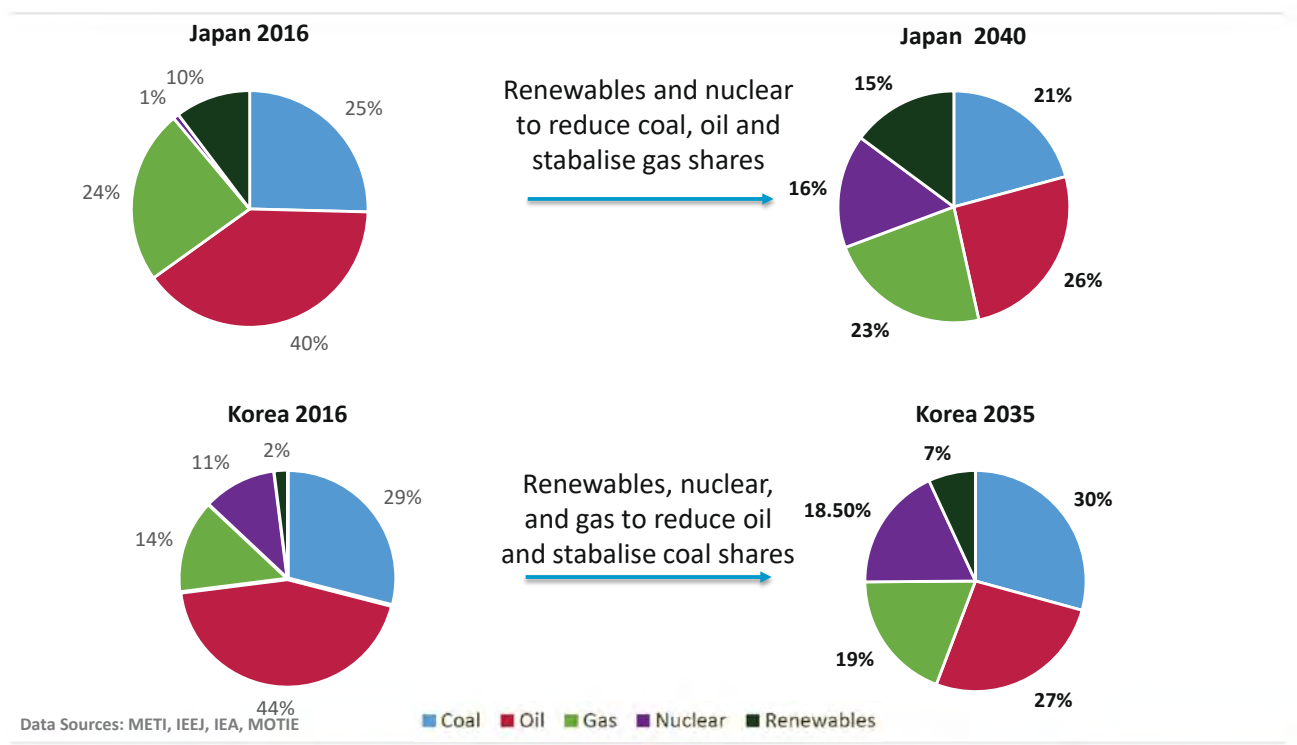 Japan 2016
10%
1%
25%
24%
40%
Renewables and nuclear
to reduce coal, oil and
stabalise gas shares
Japan 2040
15%
21%
16%
26%
23%
Korea 2016
2%
11%
29%
14%
44%
Renewables, nuclear,
and gas to reduce oil
and stabalise coal shares
Korea 2035
7%
30%
18.50%
19%
27%
Data Sources: METI, IEEJ, IEA, MOTIE
Coal Oil Gas Nuclear Renewables